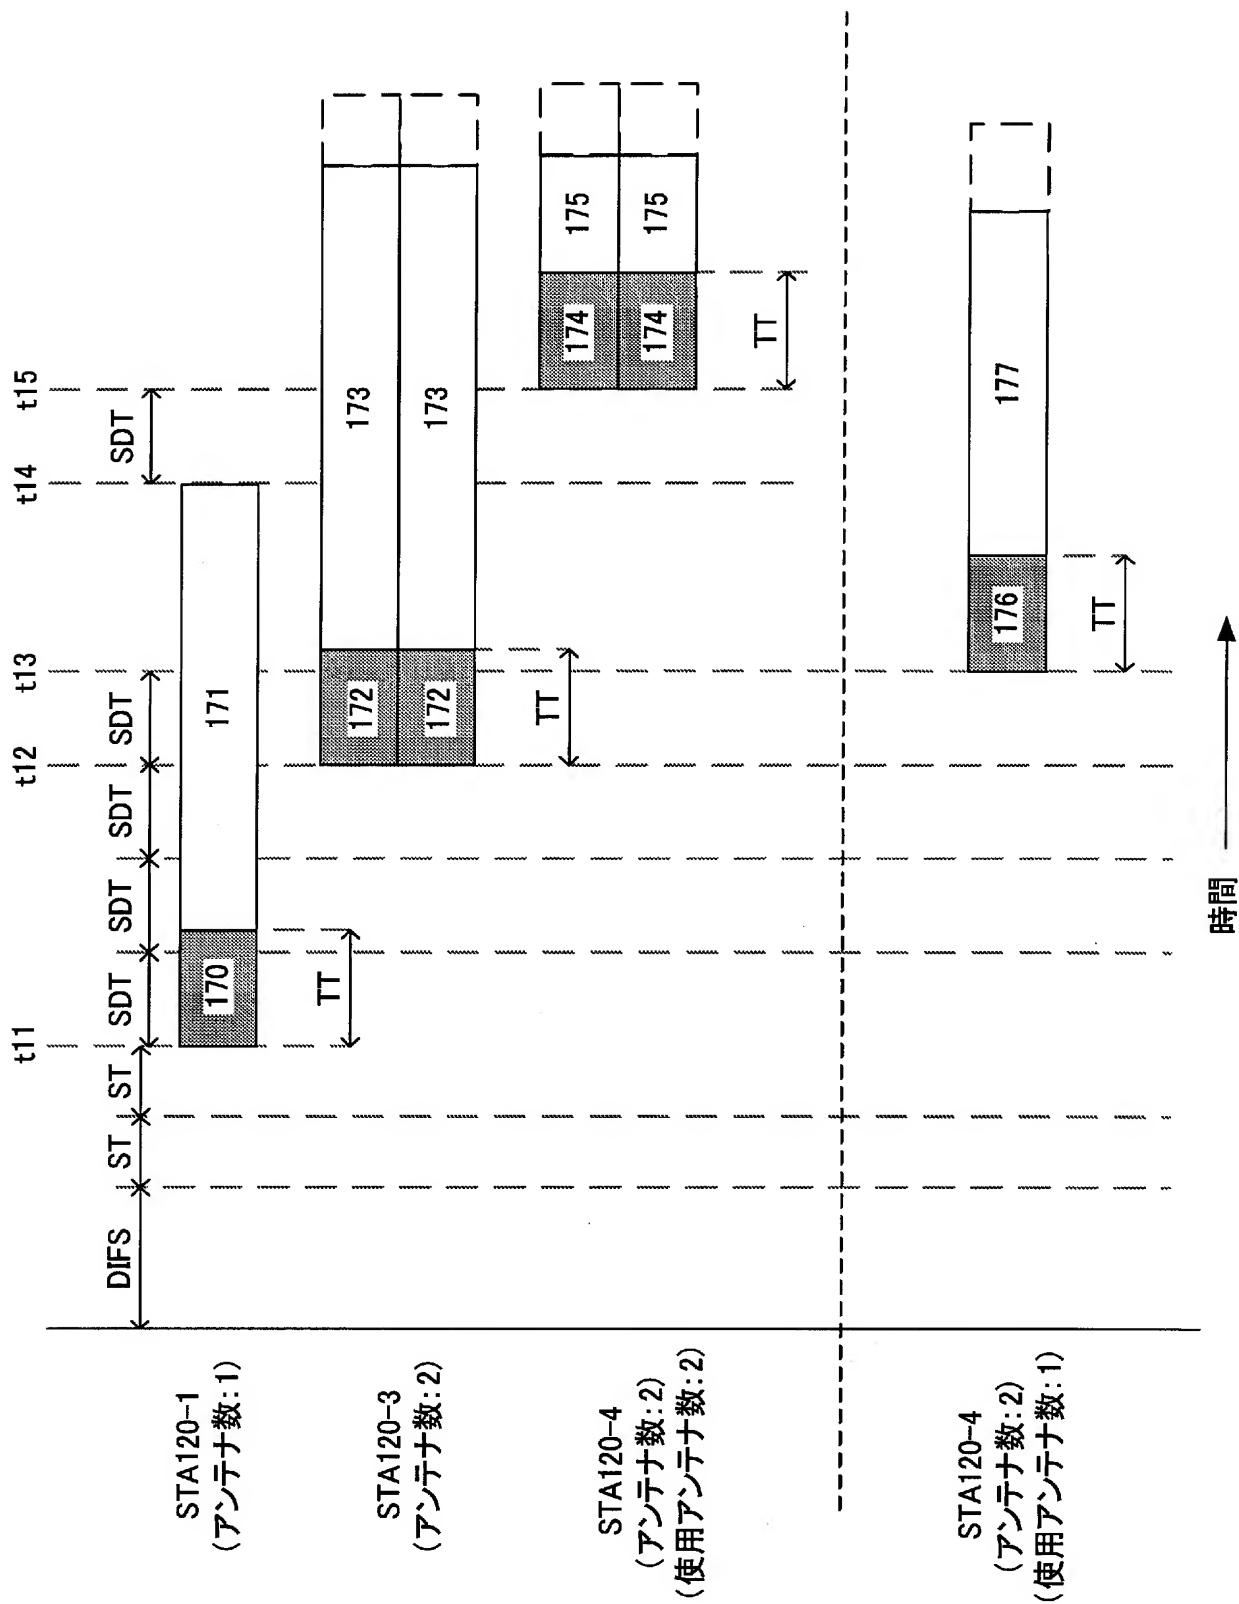 t11
t12
t13
t14
t15
DIFS
ST
ST
SDT
SDT
SDT
SDT
SDT
STA120-1
(アンテナ数:1)
170
171
TT
STA120-3
(アンテナ数:2)
172
173
172
173
TT
STA120-4
(アンテナ数:2)
(使用アンテナ数:2)
174
175
174
175
TT
STA120-4
(アンテナ数:2)
(使用アンテナ数:1)
176
177
TT
時間